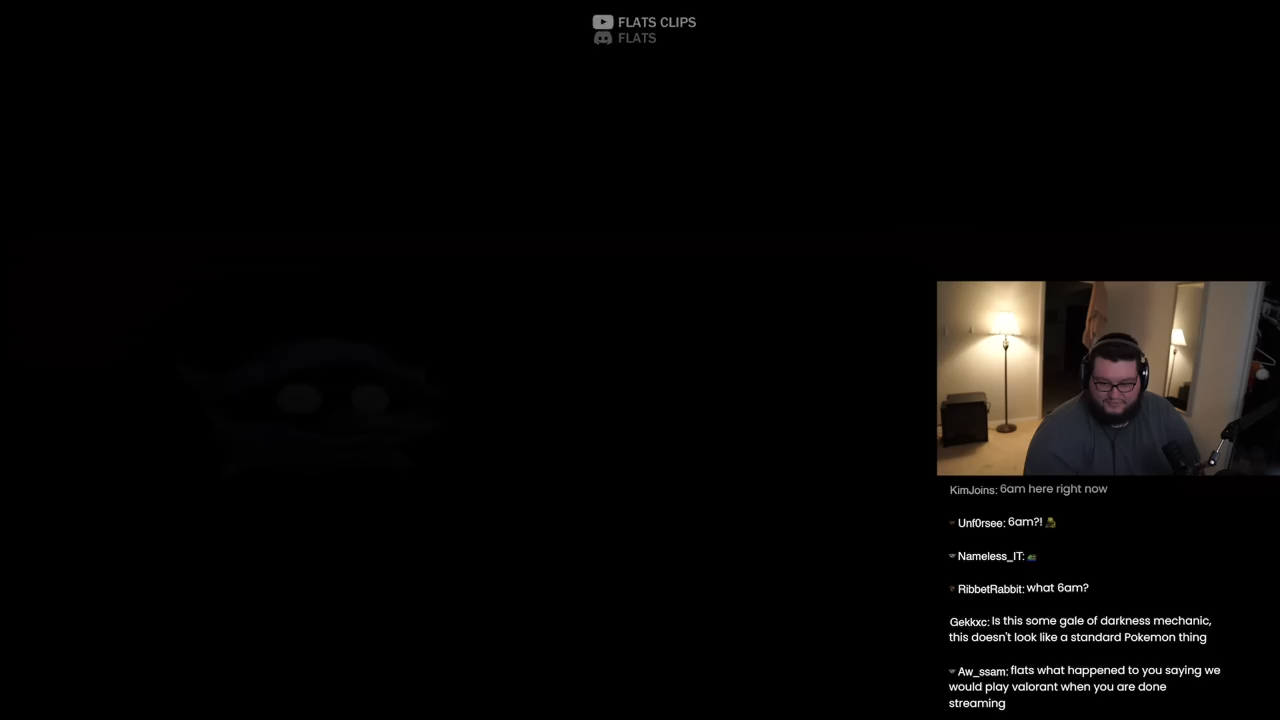 FLATS CLIPS
FLATS
KimJoins: 6am here right now
Unf0rsee: 6am?!
Nameless_IT:
RibbetRabbit: what 6am?
Gekkxc: Is this some gale of darkness mechanic,
this doesn't look like a standard Pokemon thing
Aw_ssam: flats what happened to you saying we
would play valorant when you are done
streaming